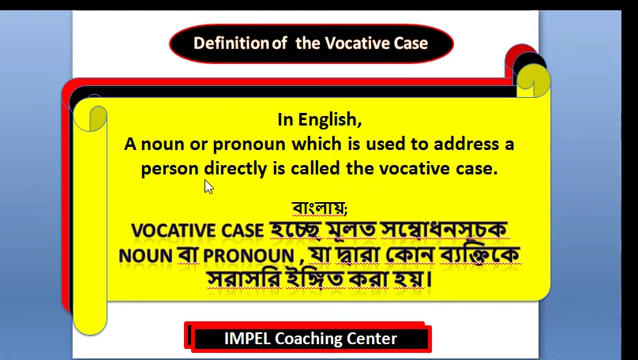 Definition of the Vocative Case
In English,
A noun or pronoun which is used to address a
person directly is called the vocative case.
বাংলায়;
VOCATIVE CASE হচ্ছে মূলত সম্বোধনসূচক
NOUN বা PRONOUN , যা দ্বারা কোন ব্যক্তিকে
সরাসরি ইঙ্গিত করা হয়।
IMPEL Coaching Center